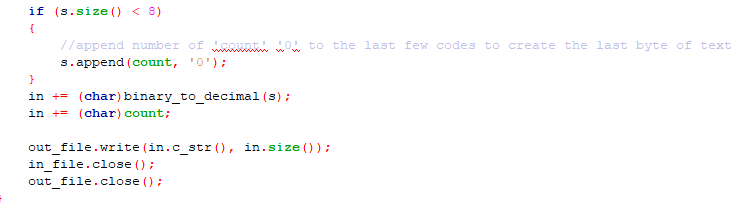 if (s.size() < 8)
{
//append number of 'count' '0' to the last few codes to create the last byte of text
s.append(count, '0');
}
in += (char)binary_to_decimal(s);
in += (char)count;
out_file.write(in.c_str(), in.size());
in_file.close();
out_file.close();